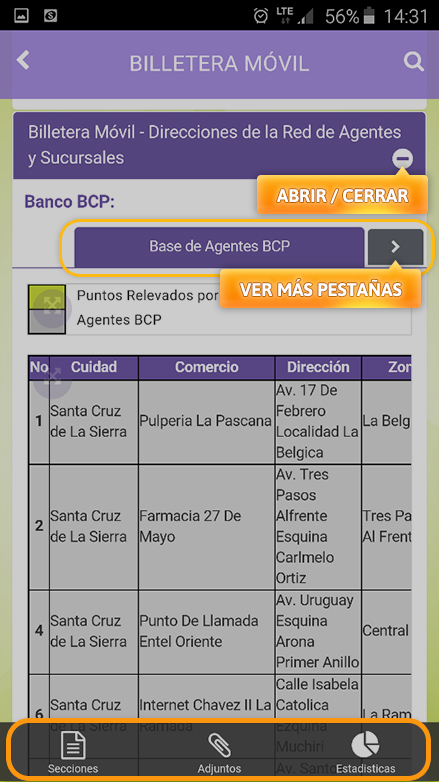 LTE 56% 14:31
BILLETERA MÓVIL
Billetera Móvil - Direcciones de la Red de Agentes
y Sucursales
ABRIR / CERRAR
Banco BCP:
Base de Agentes BCP
VER MÁS PESTAÑAS
Puntos Relevados por
Agentes BCP
No Cuidad Comercio Dirección Zon
1 Santa Cruz de La Sierra Pulperia La Pascana Av. 17 De Febrero Localidad La Belgica La Belg
2 Santa Cruz de La Sierra Farmacia 27 De Mayo Av. Tres Pasos Alfrente Esquina Carlmelo Ortiz Tres Pa Al Frent
4 Santa Cruz de La Sierra Punto De Llamada Entel Oriente Av. Uruguay Esquina Arona Primer Anillo Central
6 Santa Cruz de La Sierra Internet Chavez II La Ramada Calle Isabela Catolica Ezquina Muchiri La Ram
Av. Santo
Secciones Adjuntos Estadisticas